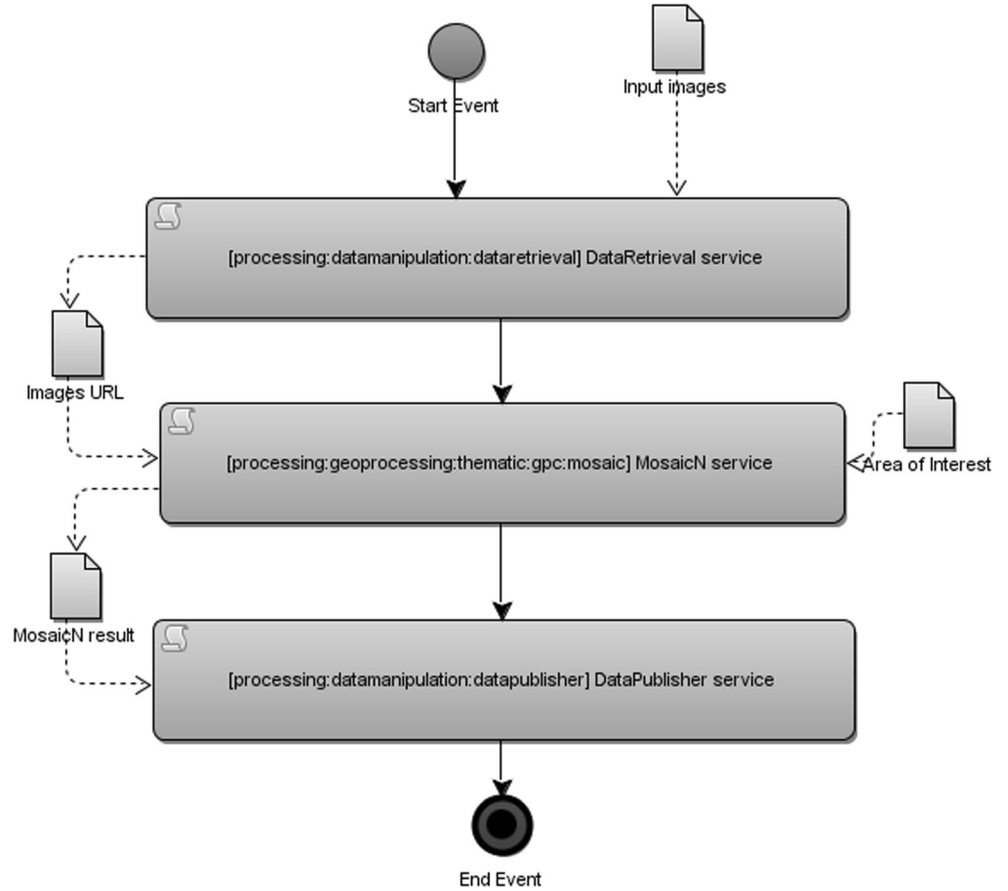 Start Event
Input images
[processing:datamanipulation:dataretrieval] DataRetrieval service
Images URL
[processing:geoprocessing:thematic:gpc:mosaic] MosaicN service
Area of Interest
MosaicN result
[processing:datamanipulation:datapublisher] DataPublisher service
End Event